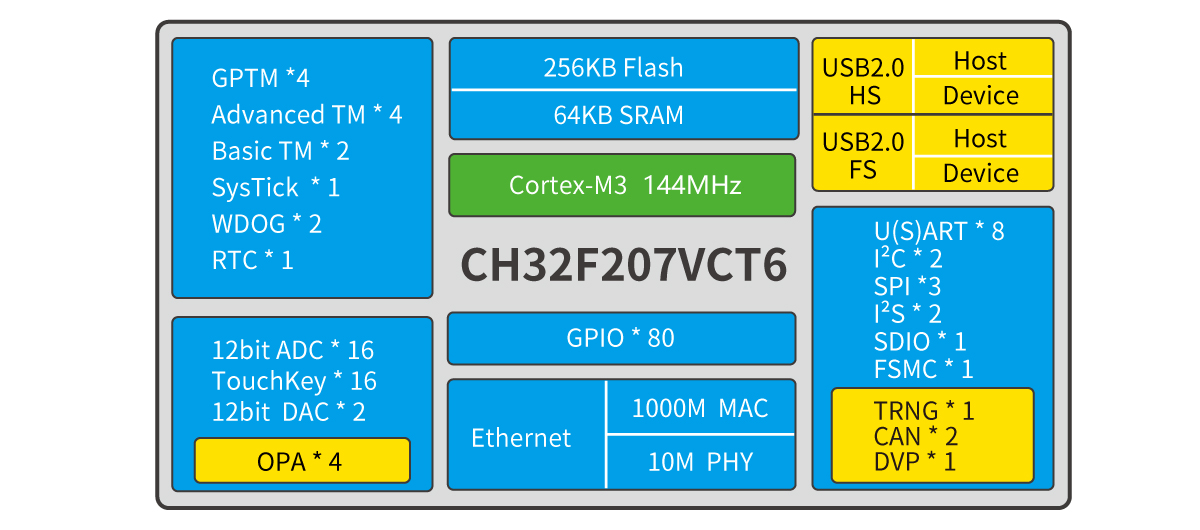 GPTM *4
Advanced TM * 4
Basic TM * 2
SysTick * 1
WDOG * 2
RTC * 1
12bit ADC * 16
TouchKey * 16
12bit DAC * 2
OPA * 4
256KB Flash
64KB SRAM
Cortex-M3 144MHz
CH32F207VCT6
GPIO * 80
Ethernet
1000M MAC
10M PHY
USB2.0
HS
Host
Device
USB2.0
FS
Host
Device
U(S)ART * 8
I²C * 2
SPI *3
I²S * 2
SDIO * 1
FSMC * 1
TRNG * 1
CAN * 2
DVP * 1